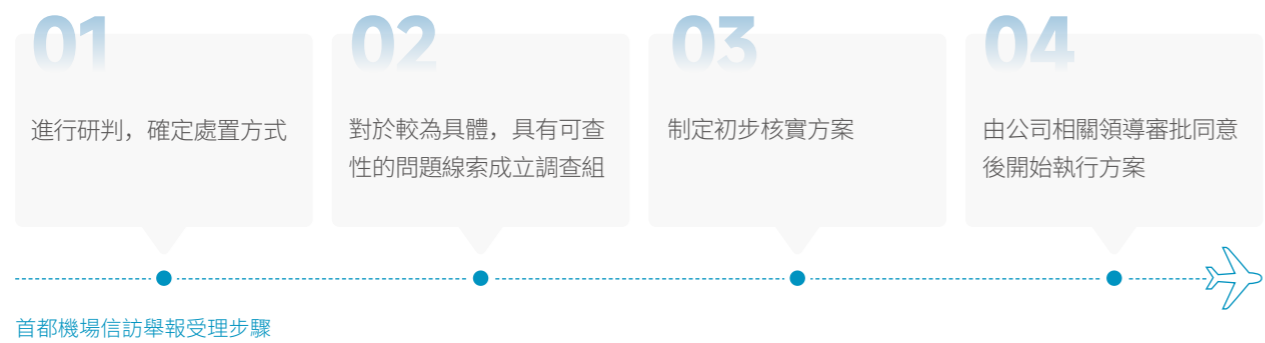 01
進行研判，確定處置方式
02
對於較為具體，具有可查
性的問題線索成立調查組
03
制定初步核實方案
04
由公司相關領導審批同意
後開始執行方案
首都機場信訪舉報受理步驟